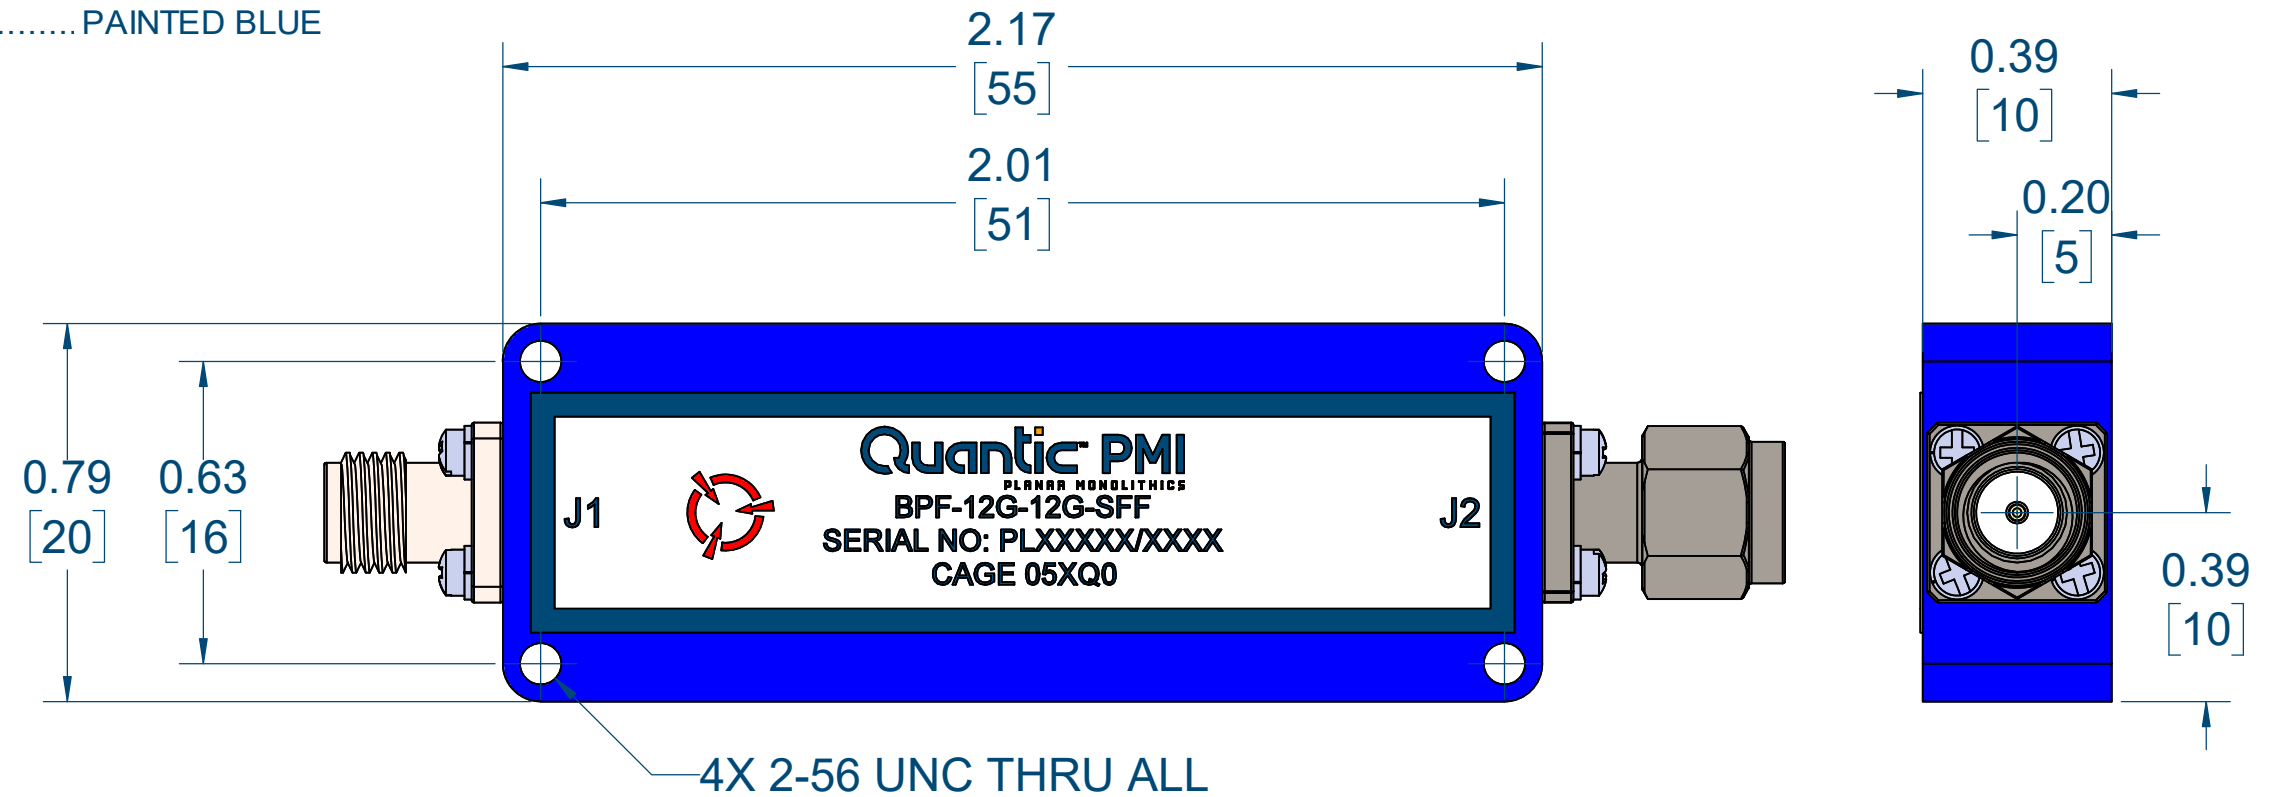 ........ PAINTED BLUE
2.17
[55]
0.39
[10]
2.01
[51]
0.20
[5]
0.79
[20]
0.63
[16]
J1
Quantic™ PMI
PLANAR MONOLITHICS
BPF-12G-12G-SFF
SERIAL NO: PLXXXXX/XXXX
CAGE 05XQ0
J2
0.39
[10]
4X 2-56 UNC THRU ALL